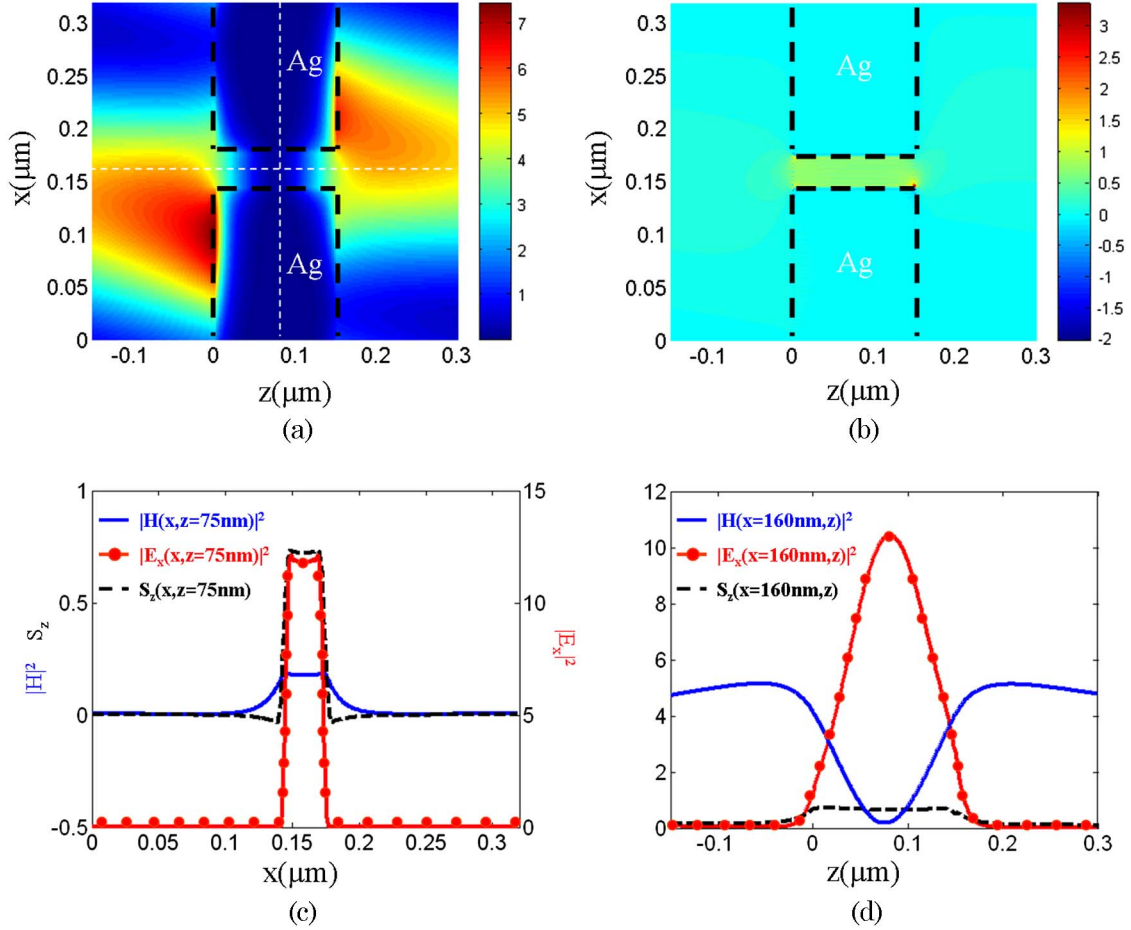 x(μm)
0.3
0.25
0.2
0.15
0.1
0.05
0
Ag
Ag
-0.1 0 0.1 0.2 0.3
z(μm)
7
6
5
4
3
2
1
(a)
x(μm)
0.3
0.25
0.2
0.15
0.1
0.05
0
Ag
Ag
-0.1 0 0.1 0.2 0.3
z(μm)
3
2.5
2
1.5
1
0.5
0
-0.5
-1
-1.5
-2
(b)
|H|² S_z
1
0.5
0
-0.5
|H(x,z=75nm)|²
|E_x(x,z=75nm)|²
S_z(x,z=75nm)
15
10
5
0
|E_x|²
0 0.05 0.1 0.15 0.2 0.25 0.3
x(μm)
(c)
12
10
8
6
4
2
0
|H(x=160nm,z)|²
|E_x(x=160nm,z)|²
S_z(x=160nm,z)
-0.1 0 0.1 0.2 0.3
z(μm)
(d)